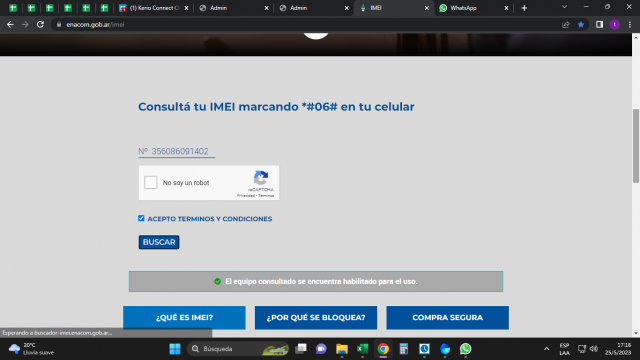 (1) Kerio Connect C
Admin
Admin
IMEI
WhatsApp
enacom.gob.ar/imei
Consultá tu IMEI marcando *#06# en tu celular
Nº 356086091402
No soy un robot
reCAPTCHA
Privacidad - Términos
ACEPTO TERMINOS Y CONDICIONES
BUSCAR
El equipo consultado se encuentra habilitado para el uso.
¿QUÉ ES IMEI?
¿POR QUÉ SE BLOQUEA?
COMPRA SEGURA
Esperando a buscador-imei.enacom.gob.ar...
20°C
Lluvia suave
Búsqueda
ESP
LAA
17:16
25/5/2023